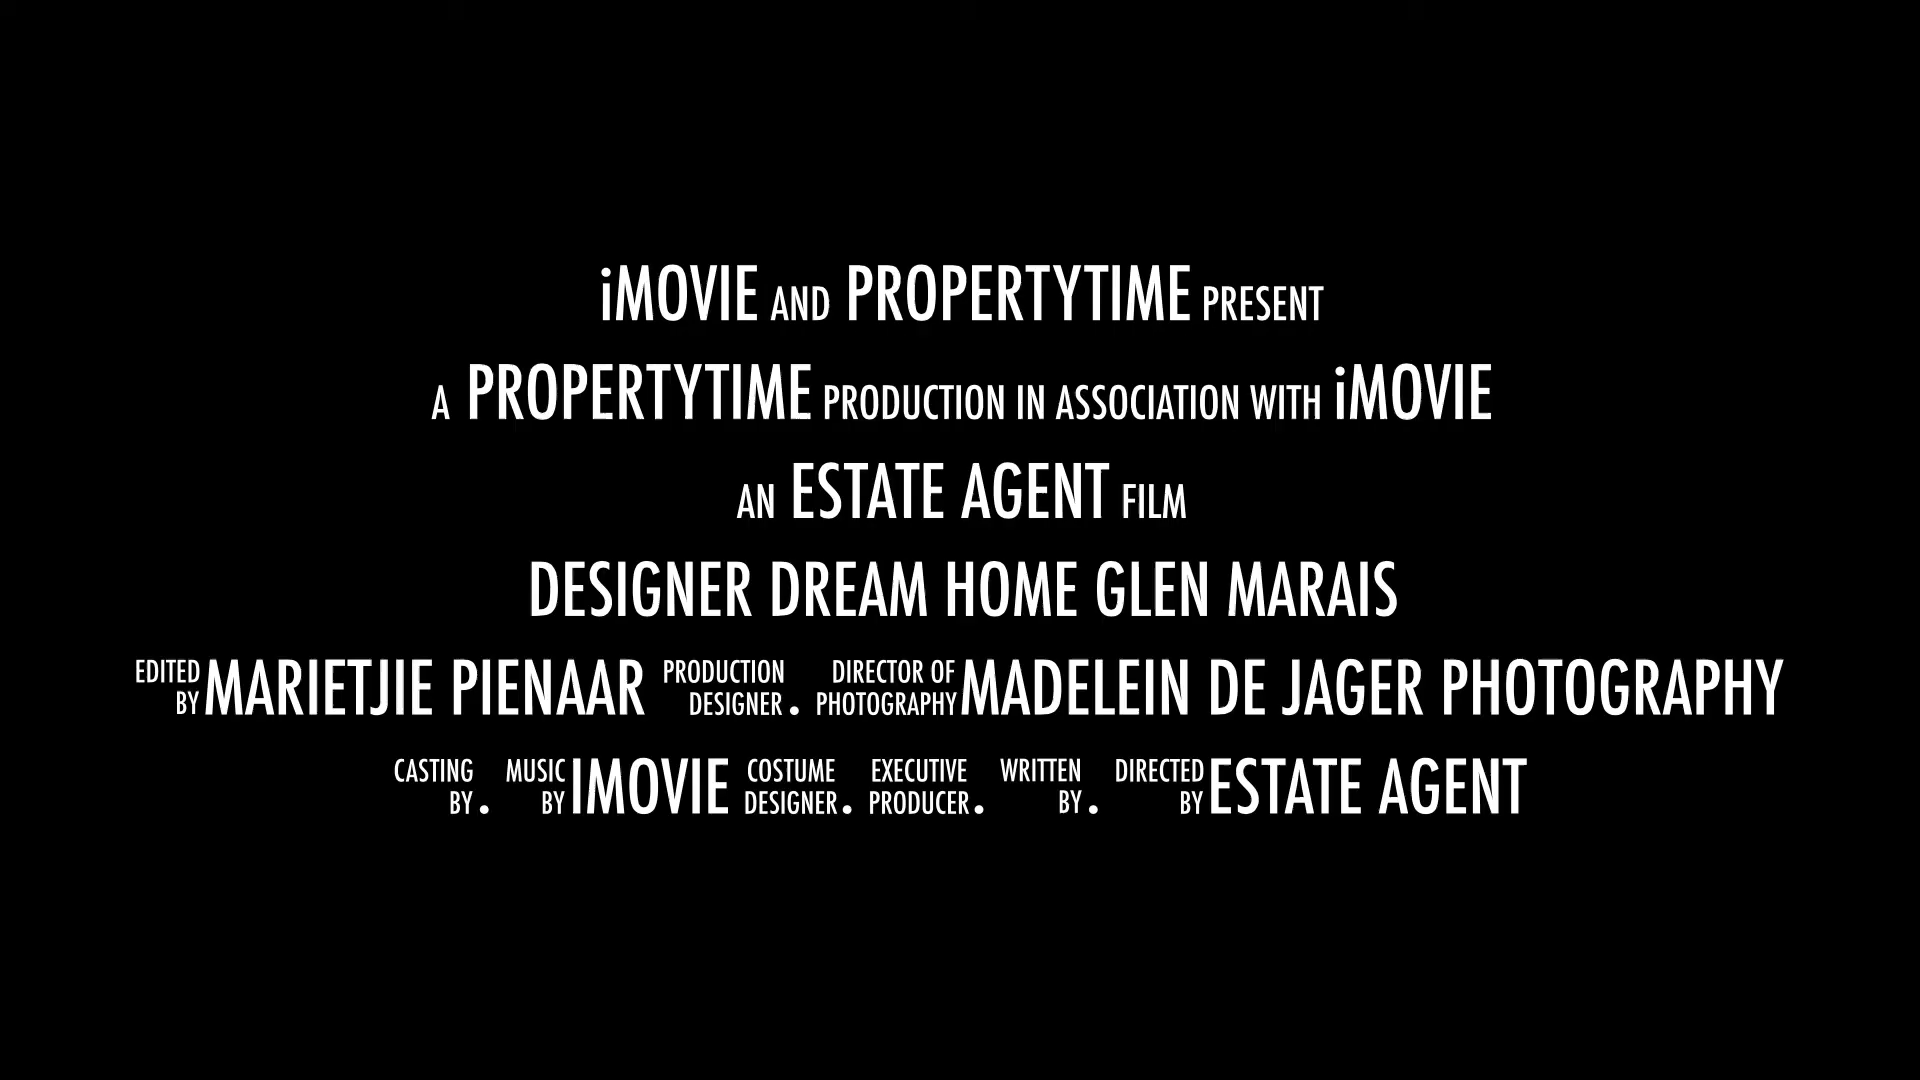 iMOVIE AND PROPERTYTIME PRESENT
A PROPERTYTIME PRODUCTION IN ASSOCIATION WITH iMOVIE
AN ESTATE AGENT FILM
DESIGNER DREAM HOME GLEN MARAIS
EDITED BY MARIETJIE PIENAAR PRODUCTION DESIGNER . DIRECTOR OF PHOTOGRAPHY MADELEIN DE JAGER PHOTOGRAPHY
CASTING BY . MUSIC BY IMOVIE COSTUME DESIGNER . EXECUTIVE PRODUCER . WRITTEN BY . DIRECTED BY ESTATE AGENT